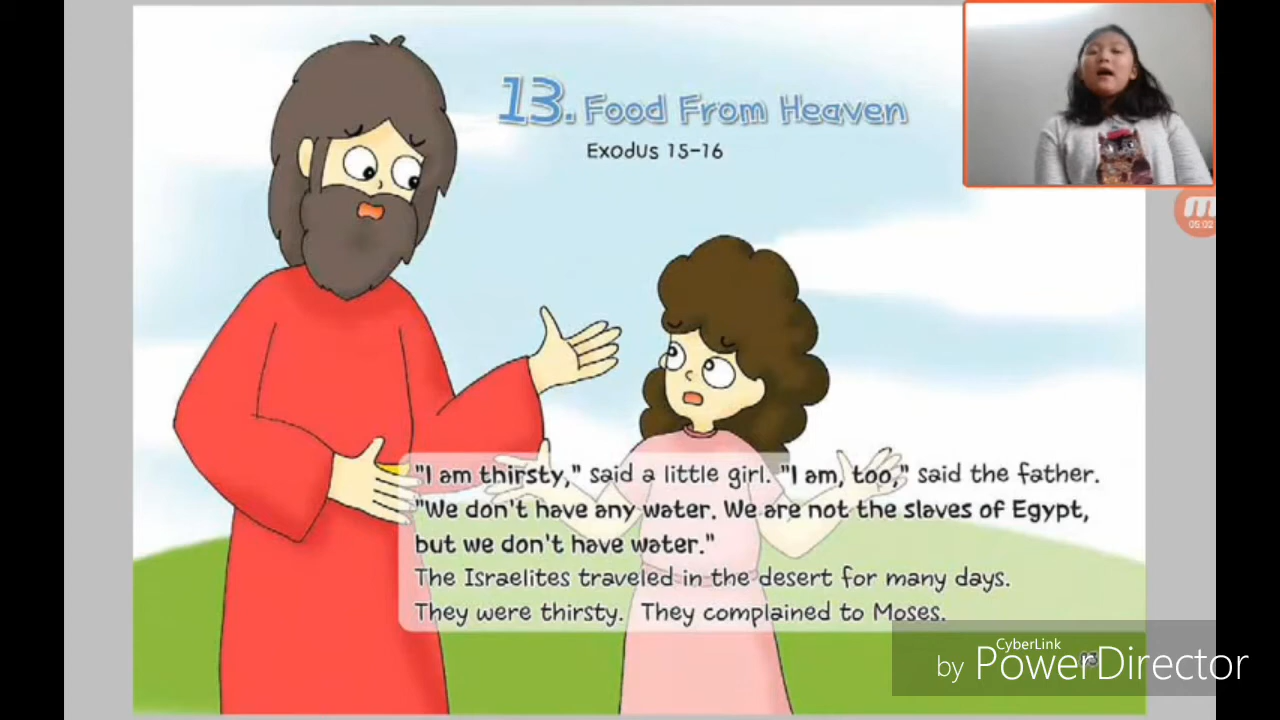 13. Food From Heaven
Exodus 15-16
05:02
"I am thirsty," said a little girl. "I am, too," said the father.
"We don't have any water. We are not the slaves of Egypt,
but we don't have water."
The Israelites traveled in the desert for many days.
They were thirsty. They complained to Moses.
CyberLink
by PowerDirector